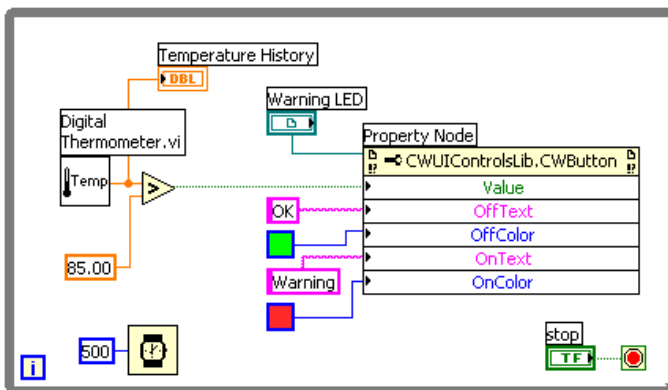 Temperature History
DBL
Warning LED
Digital
Thermometer.vi
Property Node
CWUIControlsLib.CWButton
Temp
>
Value
OK
OffText
OffColor
85.00
OnText
Warning
OnColor
500
stop
TF
i